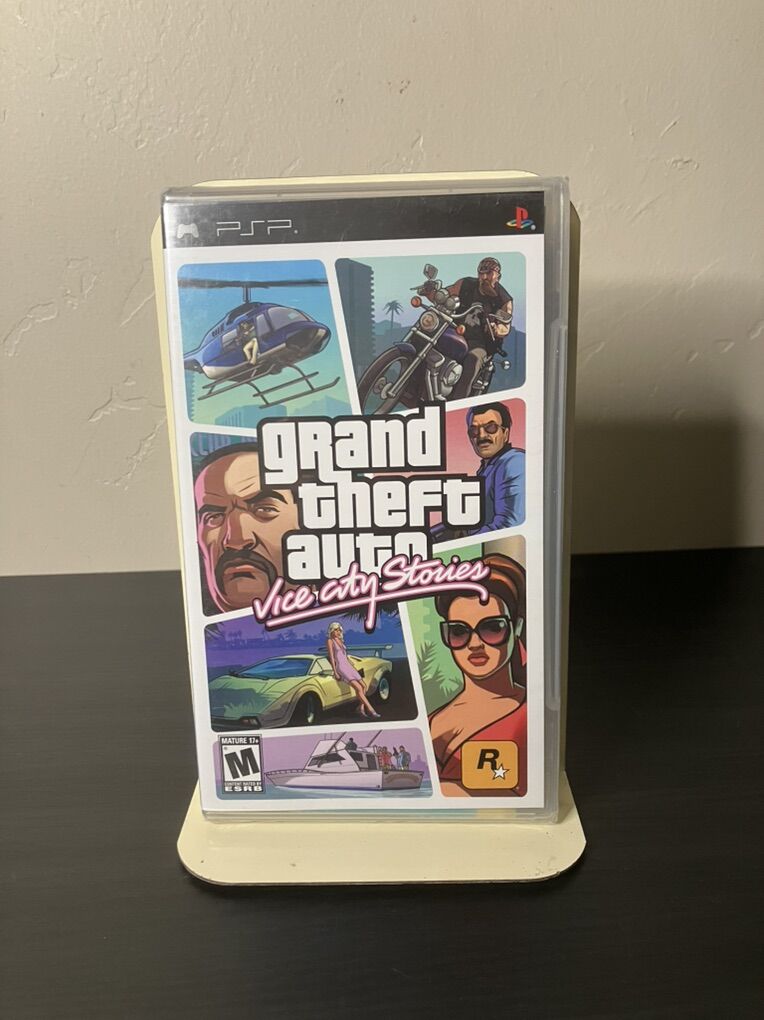 PSP
grand
theft
auto
Vice City Stories
MATURE 17+
M
CONTENT RATED BY
ESRB
R